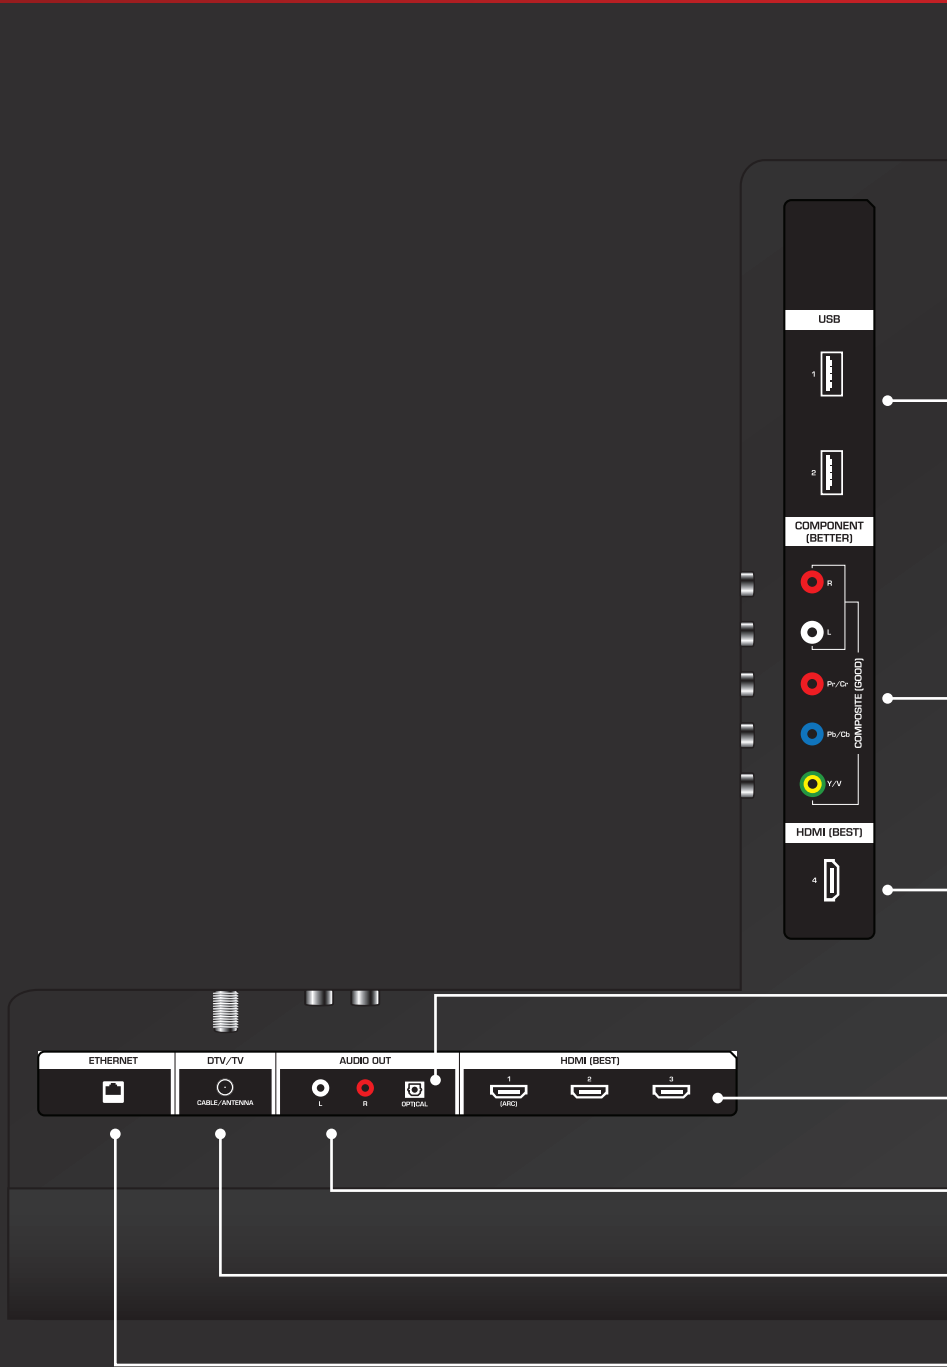 USB
1
2
COMPONENT
(BETTER)
R
L
Pr/Cr
Pb/Cb
Y/V
COMPOSITE (GOOD)
HDMI (BEST)
4
ETHERNET
DTV/TV
CABLE/ANTENNA
AUDIO OUT
L
R
OPTICAL
HDMI (BEST)
1
(ARC)
2
3